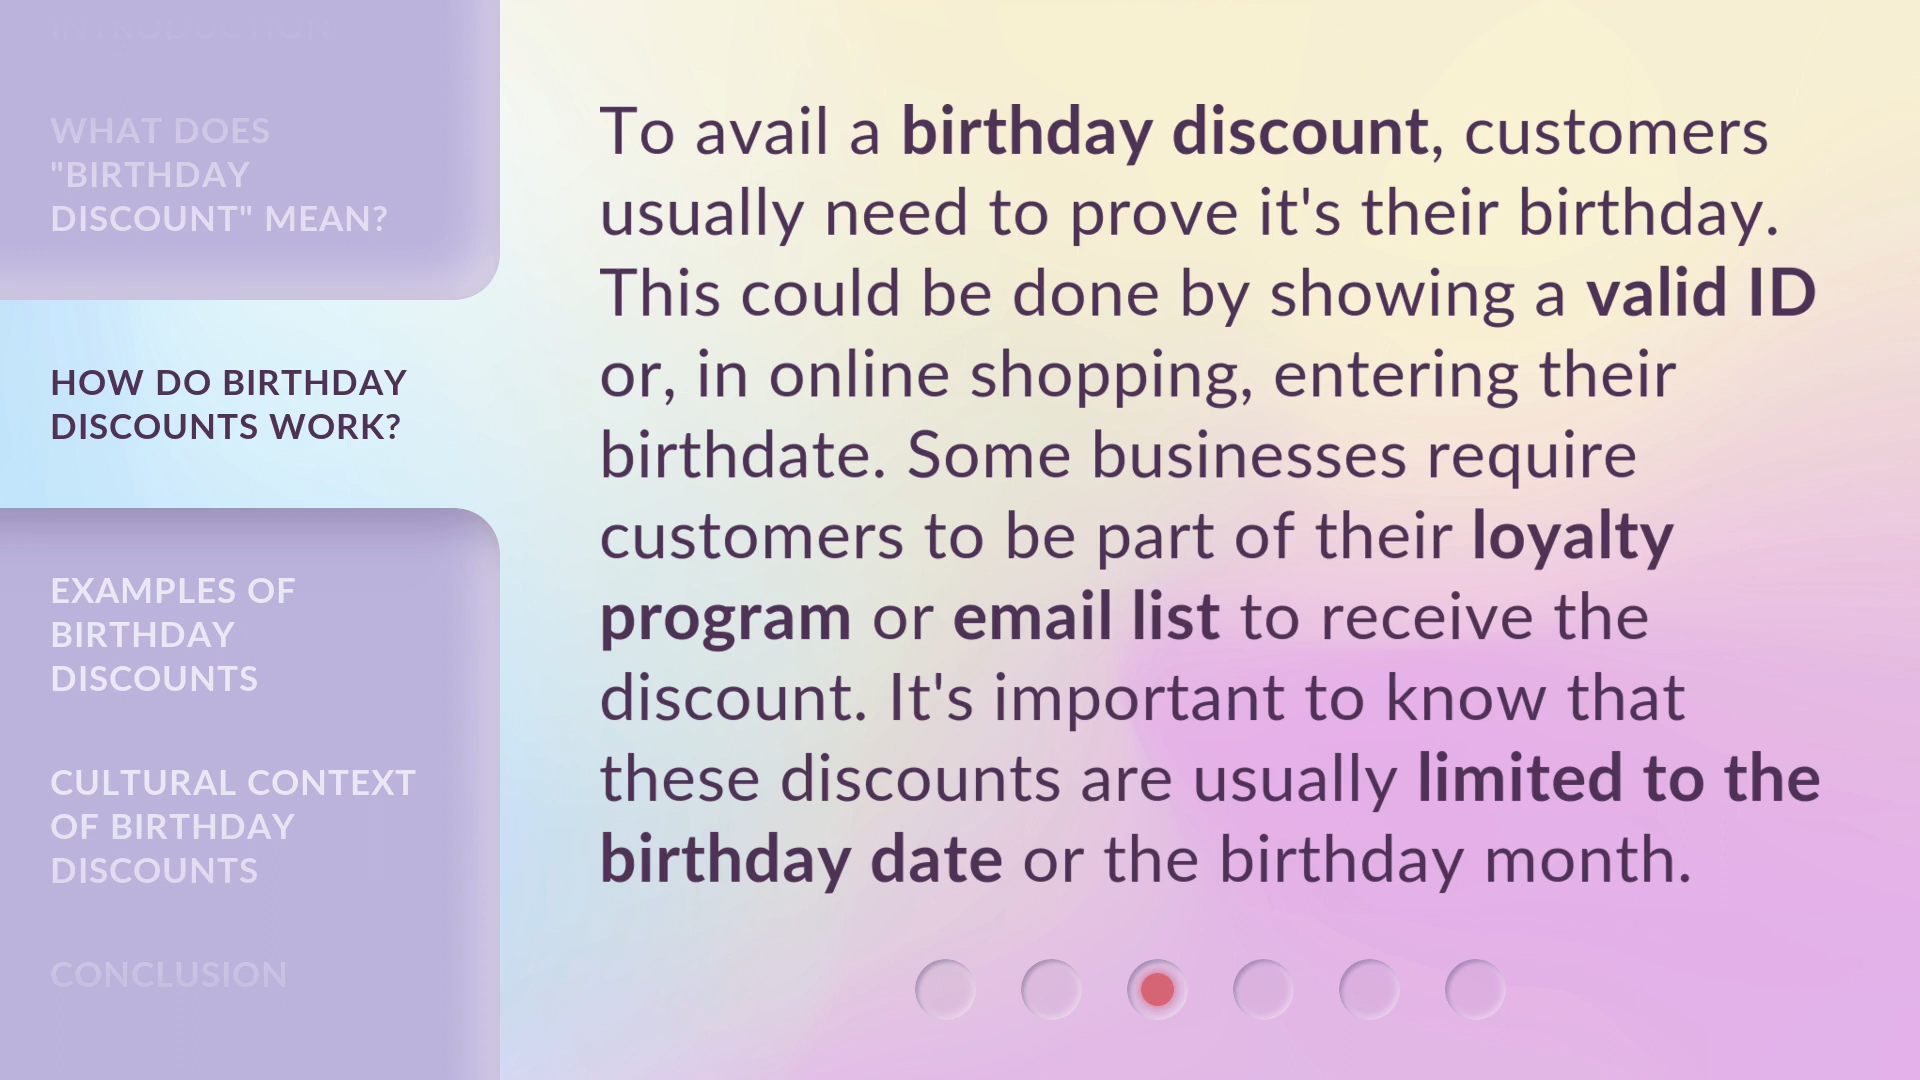 INTRODUCTION
WHAT DOES
"BIRTHDAY
DISCOUNT" MEAN?
HOW DO BIRTHDAY
DISCOUNTS WORK?
EXAMPLES OF
BIRTHDAY
DISCOUNTS
CULTURAL CONTEXT
OF BIRTHDAY
DISCOUNTS
CONCLUSION
To avail a birthday discount, customers
usually need to prove it's their birthday.
This could be done by showing a valid ID
or, in online shopping, entering their
birthdate. Some businesses require
customers to be part of their loyalty
program or email list to receive the
discount. It's important to know that
these discounts are usually limited to the
birthday date or the birthday month.